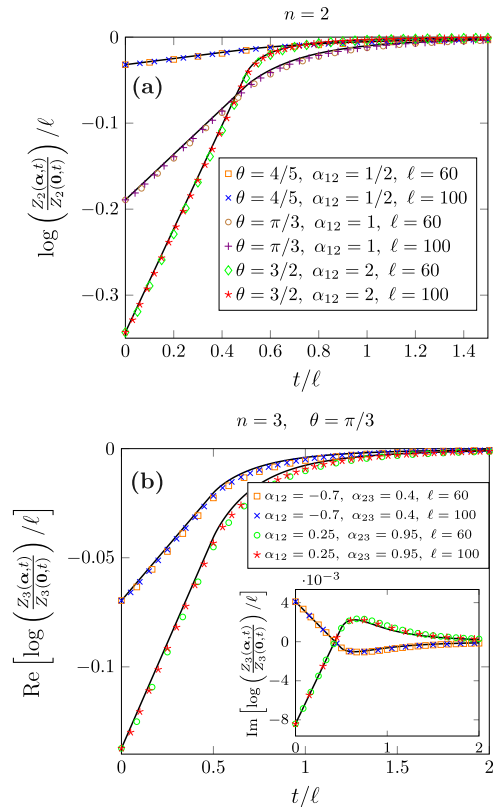 n = 2
0
−0.1
−0.2
−0.3
(a)
log (Z₂(α,t)/Z₂(0,t)) /ℓ
θ = 4/5, α₁₂ = 1/2, ℓ = 60
θ = 4/5, α₁₂ = 1/2, ℓ = 100
θ = π/3, α₁₂ = 1, ℓ = 60
θ = π/3, α₁₂ = 1, ℓ = 100
θ = 3/2, α₁₂ = 2, ℓ = 60
θ = 3/2, α₁₂ = 2, ℓ = 100
0 0.2 0.4 0.6 0.8 1.0 1.2 1.4
t/ℓ
n = 3, θ = π/3
0
−0.05
−0.1
(b)
Re [log (Z₃(α,t)/Z₃(0,t)) /ℓ]
α₁₂ = −0.7, α₂₃ = 0.4, ℓ = 60
α₁₂ = −0.7, α₂₃ = 0.4, ℓ = 100
α₁₂ = 0.25, α₂₃ = 0.95, ℓ = 60
α₁₂ = 0.25, α₂₃ = 0.95, ℓ = 100
·10⁻³
4
0
−4
−8
Im [log (Z₃(α,t)/Z₃(0,t)) /ℓ]
0 1 2
0 0.5 1 1.5 2
t/ℓ